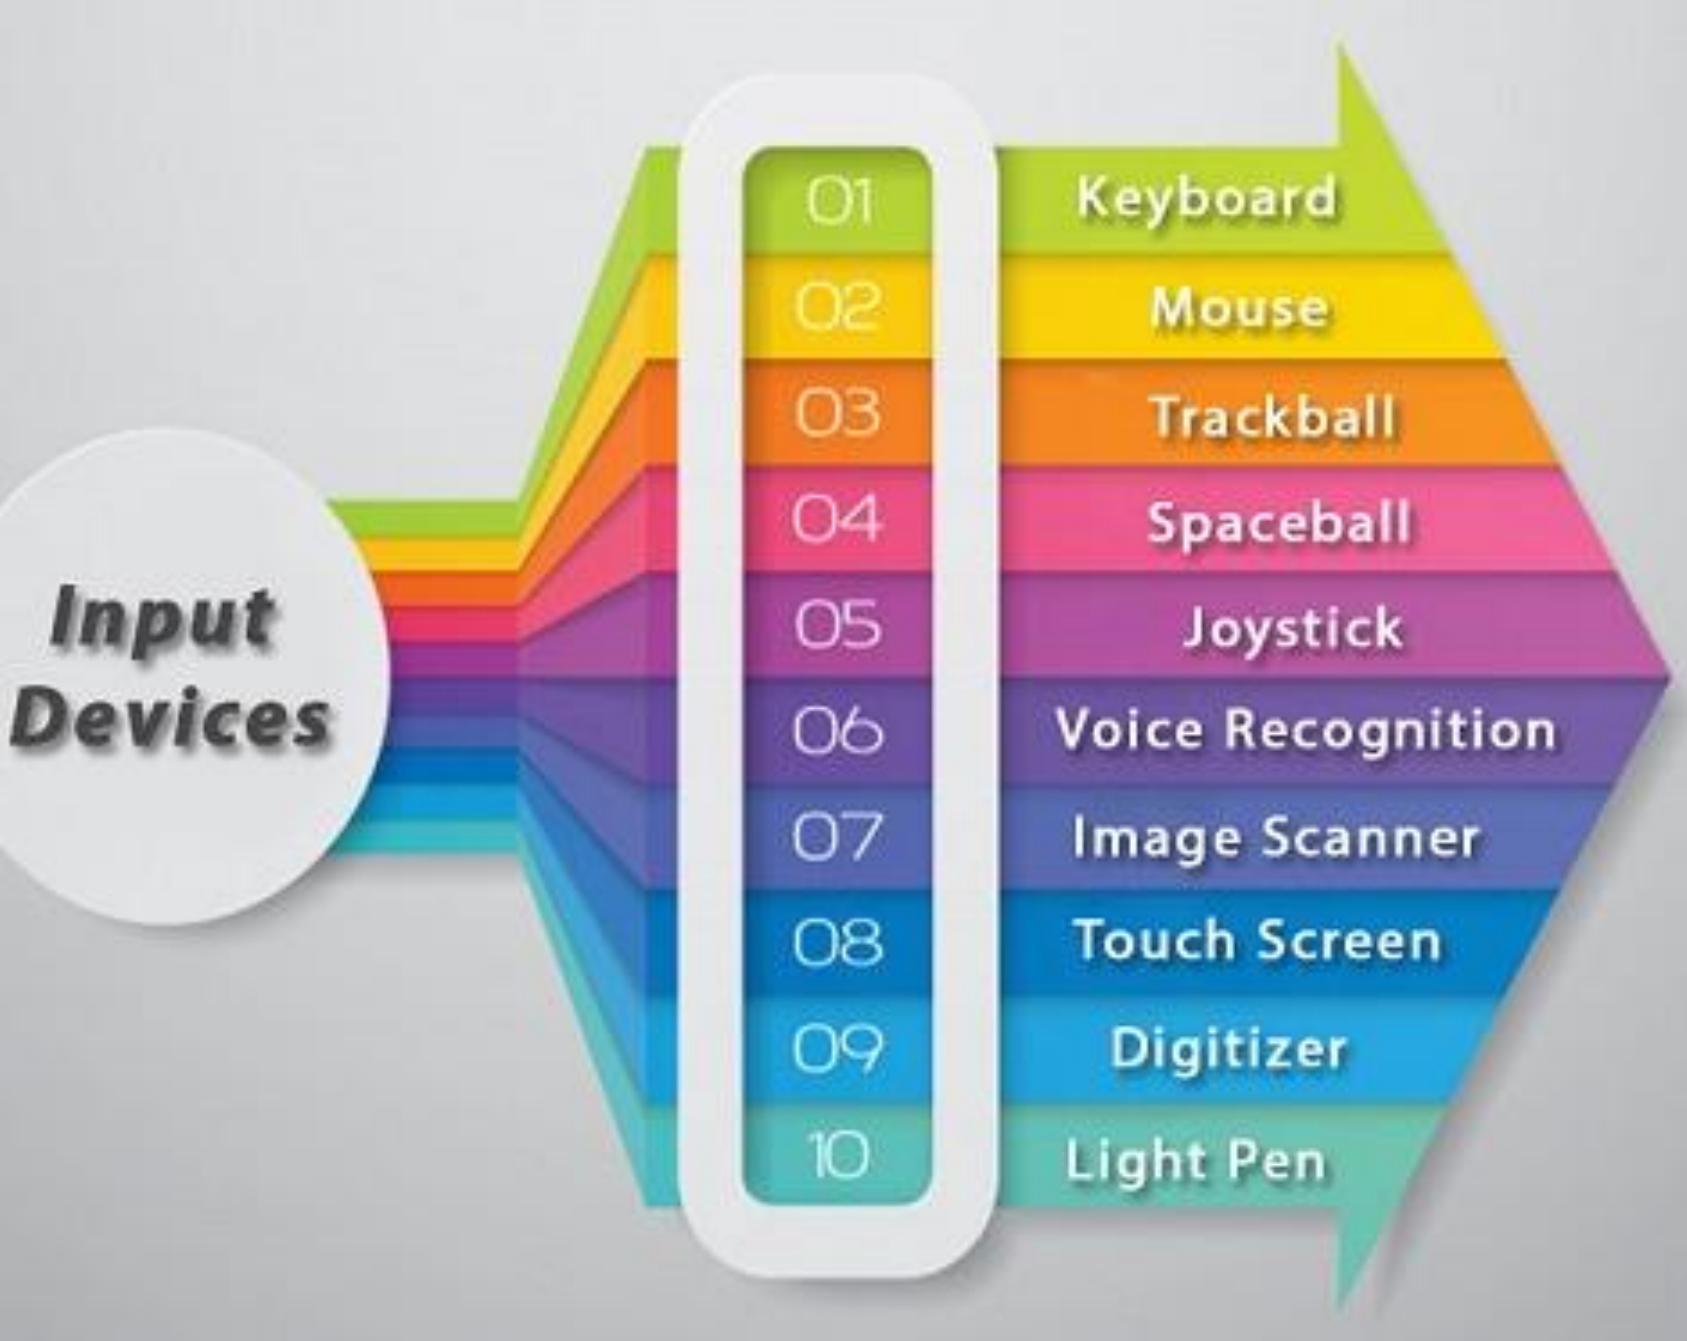 Input
Devices
01 Keyboard
02 Mouse
03 Trackball
04 Spaceball
05 Joystick
06 Voice Recognition
07 Image Scanner
08 Touch Screen
09 Digitizer
10 Light Pen